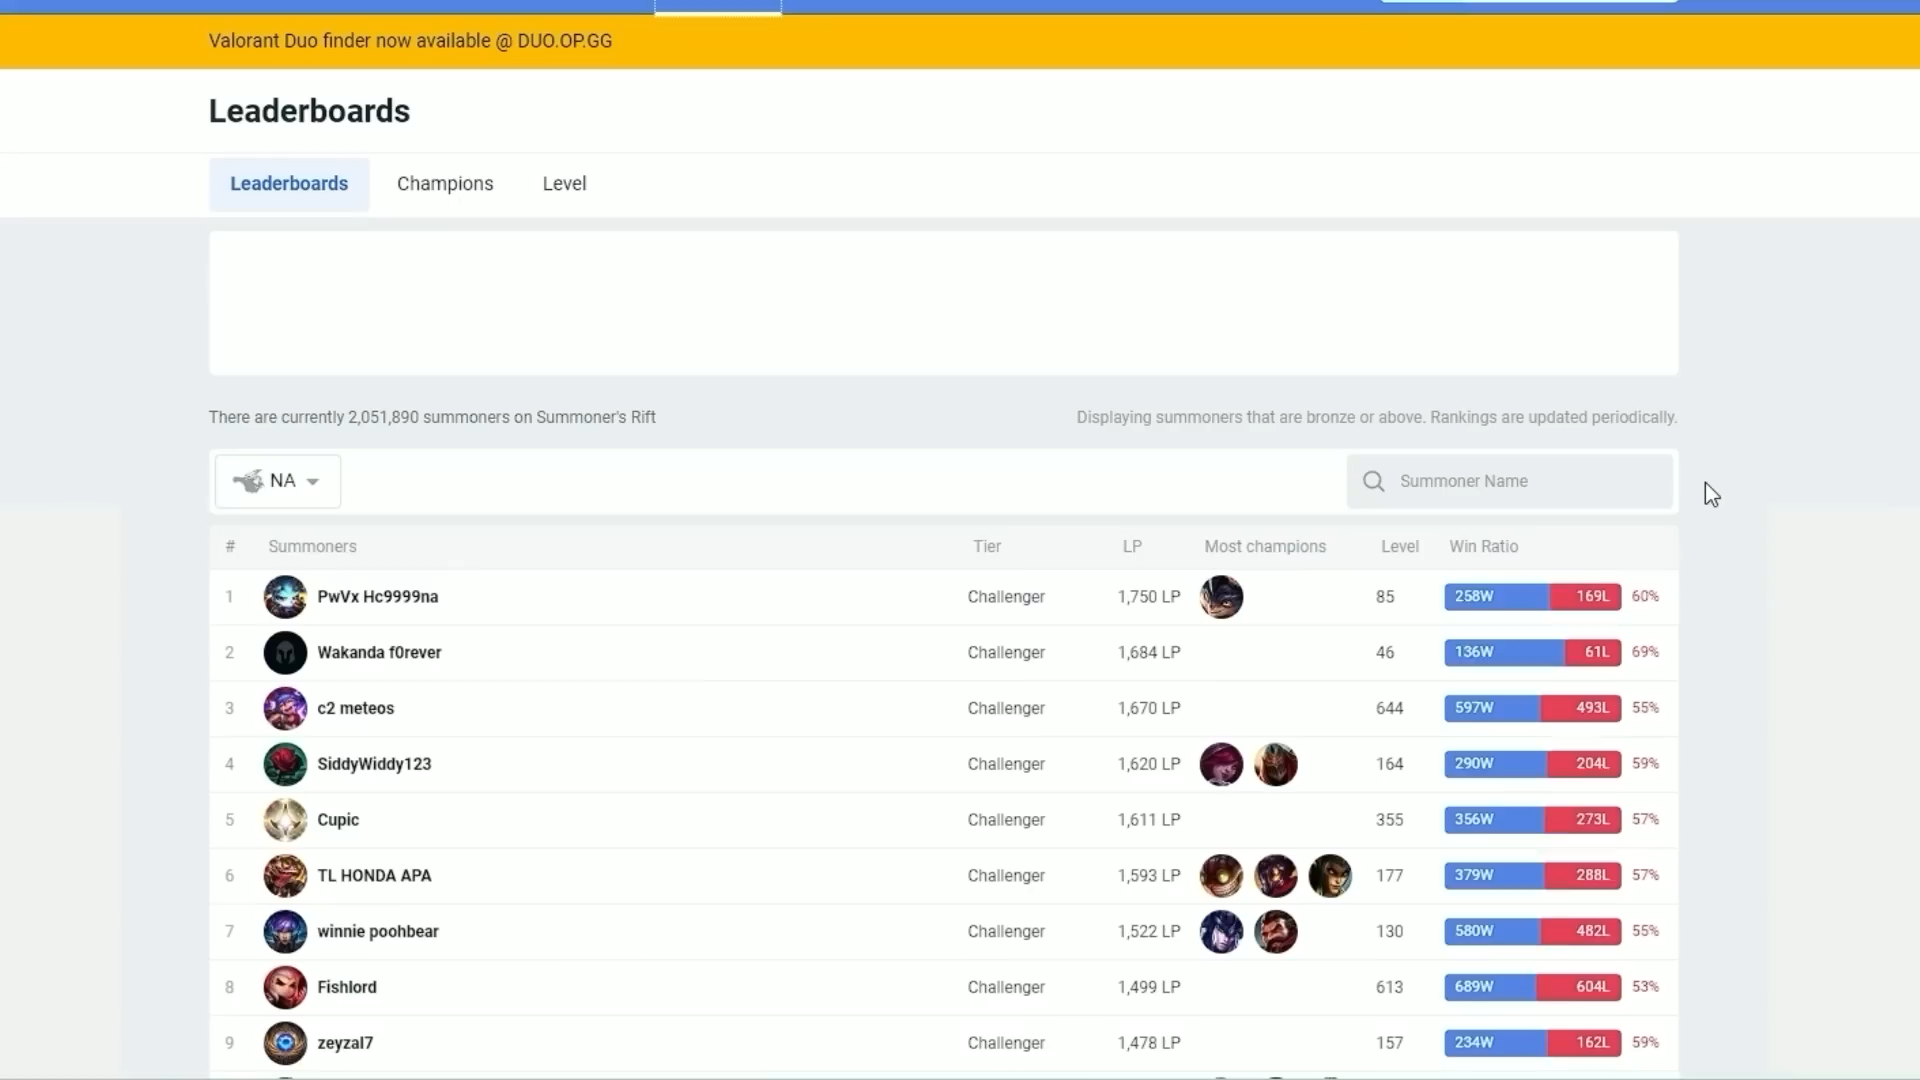 Valorant Duo finder now available @ DUO.OP.GG
Leaderboards
Leaderboards Champions Level
There are currently 2,051,890 summoners on Summoner's Rift Displaying summoners that are bronze or above. Rankings are updated periodically.
NA Summoner Name
# Summoners Tier LP Most champions Level Win Ratio
1 PwVx Hc9999na Challenger 1,750 LP 85 258W 169L 60%
2 Wakanda f0rever Challenger 1,684 LP 46 136W 61L 69%
3 c2 meteos Challenger 1,670 LP 644 597W 493L 55%
4 SiddyWiddy123 Challenger 1,620 LP 164 290W 204L 59%
5 Cupic Challenger 1,611 LP 355 356W 273L 57%
6 TL HONDA APA Challenger 1,593 LP 177 379W 288L 57%
7 winnie poohbear Challenger 1,522 LP 130 580W 482L 55%
8 Fishlord Challenger 1,499 LP 613 689W 604L 53%
9 zeyzal7 Challenger 1,478 LP 157 234W 162L 59%